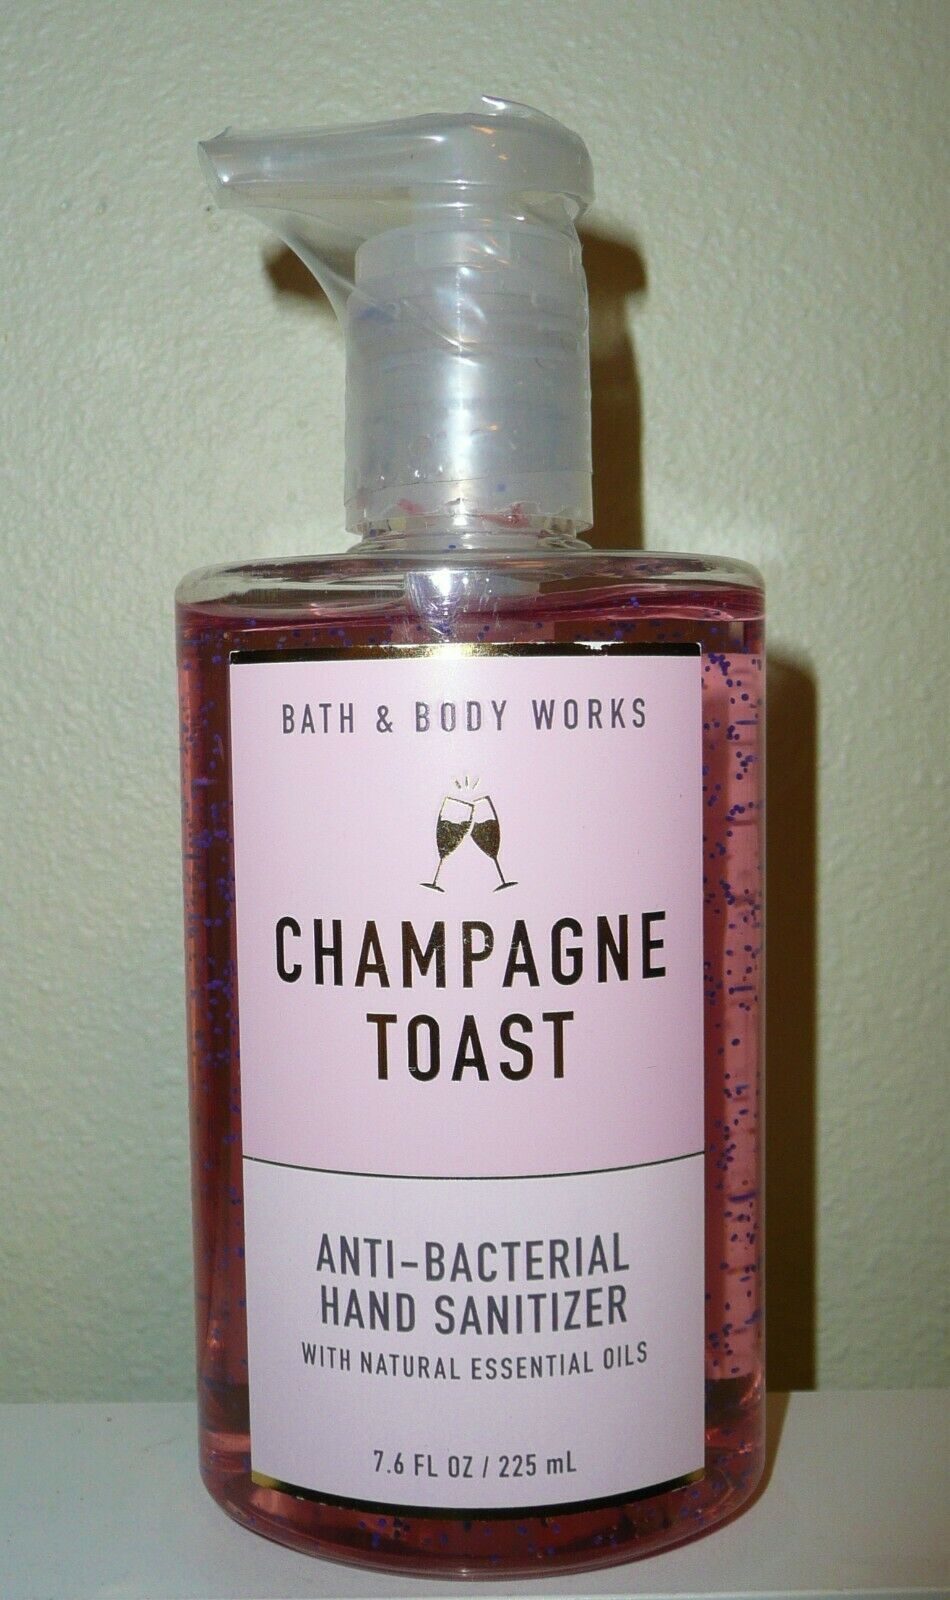 BATH & BODY WORKS
CHAMPAGNE
TOAST
ANTI-BACTERIAL
HAND SANITIZER
WITH NATURAL ESSENTIAL OILS
7.6 FL OZ / 225 mL